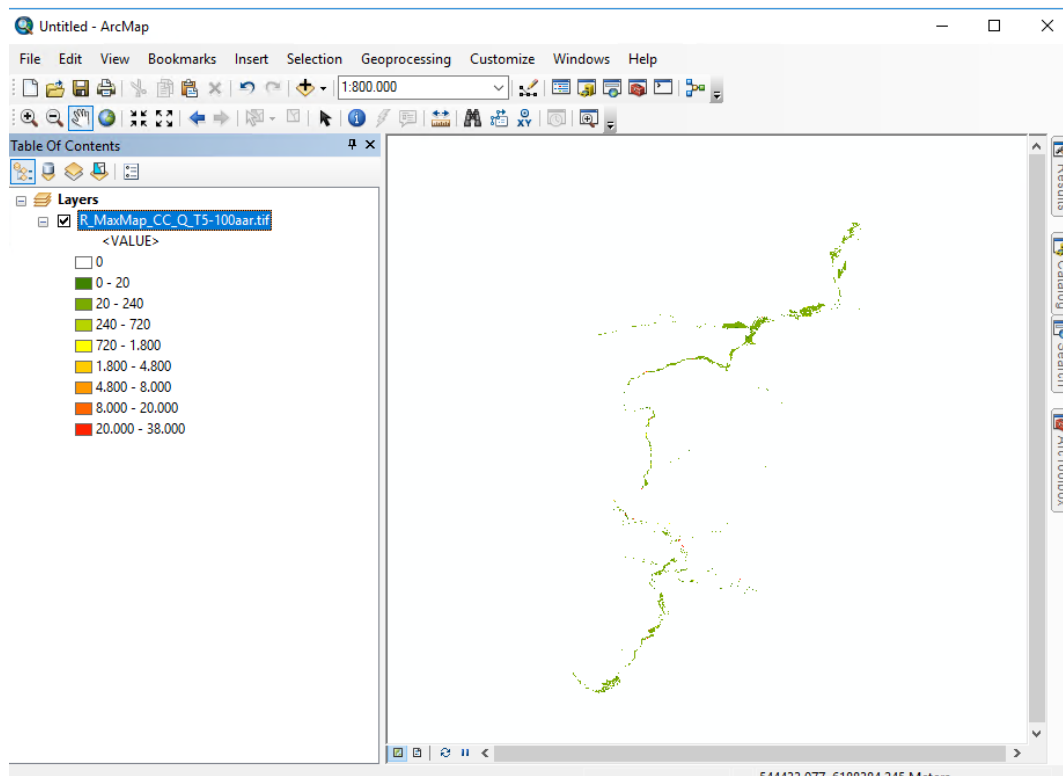 Untitled - ArcMap
File Edit View Bookmarks Insert Selection Geoprocessing Customize Windows Help
1:800.000
Table Of Contents
Layers
R_MaxMap_CC_Q_T5-100aar.tif
<VALUE>
0
0 - 20
20 - 240
240 - 720
720 - 1.800
1.800 - 4.800
4.800 - 8.000
8.000 - 20.000
20.000 - 38.000
Results
Catalog
Search
ArcToolbox